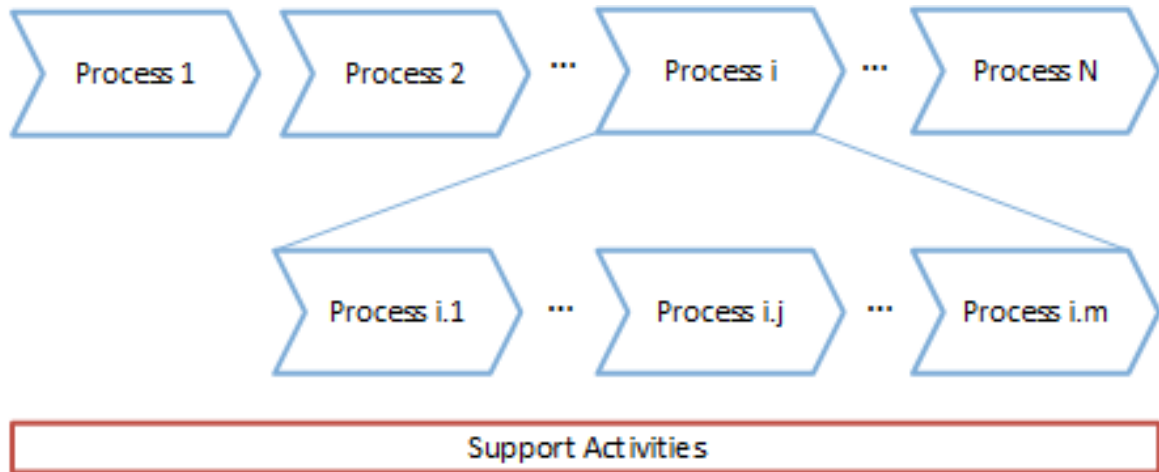 Process 1
Process 2
...
Process i
...
Process N
Process i.1
...
Process i.j
...
Process i.m
Support Activities